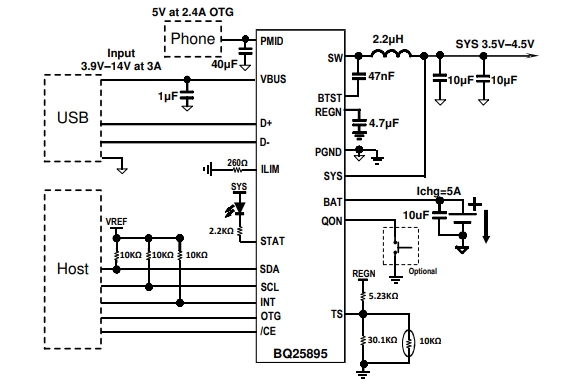 5V at 2.4A OTG
Phone
PMID
40µF
Input
3.9V–14V at 3A
VBUS
1µF
USB
D+
D-
260Ω
ILIM
SYS
2.2KΩ
STAT
VREF
10KΩ
10KΩ
10KΩ
Host
SDA
SCL
INT
OTG
/CE
BQ25895
SW
2.2µH
SYS 3.5V–4.5V
47nF
10µF
10µF
BTST
REGN
4.7µF
PGND
SYS
Ichg=5A
BAT
10uF
+
QON
Optional
REGN
5.23KΩ
TS
30.1KΩ
10KΩ